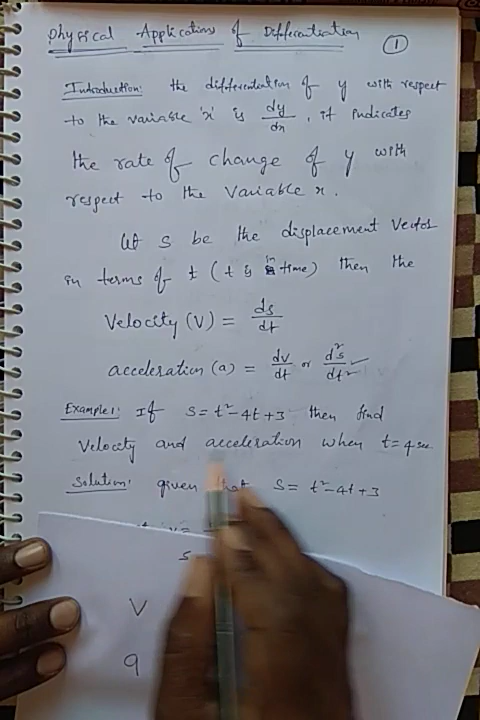 Physical Applications of Differentiation
1
Introduction: the differentiation of y with respect
to the variable 'x' is dy/dx, it indicates
the rate of change of y with
respect to the variable x.
let S be the displacement vector
in terms of t (t is in time) then the
Velocity (V) = ds/dt
acceleration (a) = dv/dt or d²s/dt²
Example1: If S = t²-4t+3 then find
Velocity and acceleration when t=4 sec
Solution: given that S = t²-4t+3
V=
S
V
a